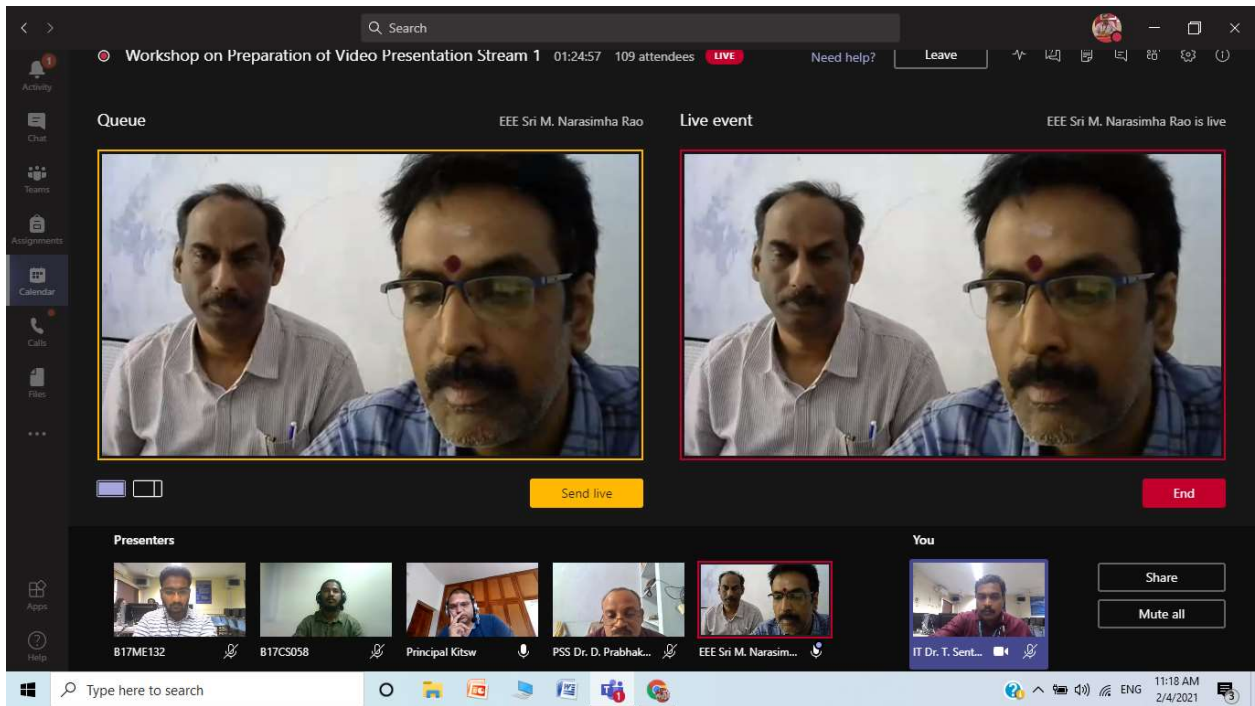 Search
Workshop on Preparation of Video Presentation Stream 1 01:24:57 109 attendees LIVE Need help? Leave
1
Activity
Chat
Teams
Assignments
Calendar
Calls
Files
Queue EEE Sri M. Narasimha Rao
Live event EEE Sri M. Narasimha Rao is live
Send live
End
Presenters
You
B17ME132
B17CS058
Principal Kitsw
PSS Dr. D. Prabhak...
EEE Sri M. Narasim...
IT Dr. T. Sent...
Share
Mute all
Apps
Help
Type here to search
1
ENG
11:18 AM
2/4/2021
3